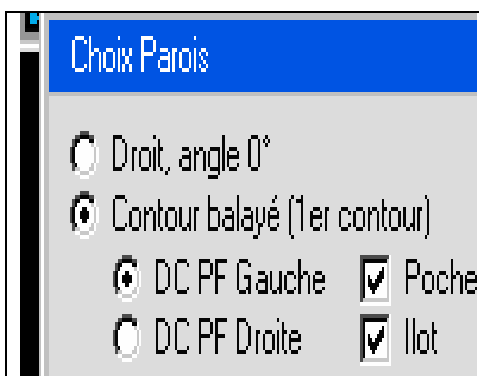 Choix Parois
Droit, angle 0°
Contour balayé (1er contour)
DC PF Gauche Poche
DC PF Droite Ilot